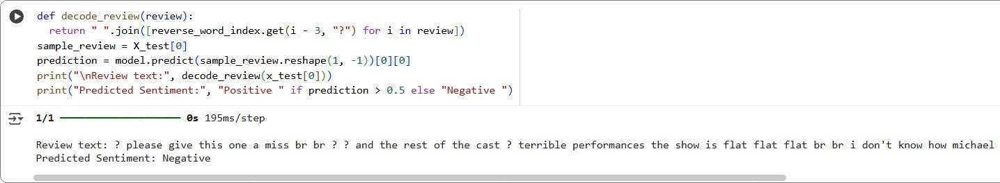 def decode_review(review):
  return " ".join([reverse_word_index.get(i - 3, "?") for i in review])
sample_review = X_test[0]
prediction = model.predict(sample_review.reshape(1, -1))[0][0]
print("\nReview text:", decode_review(x_test[0]))
print("Predicted Sentiment:", "Positive " if prediction > 0.5 else "Negative ")
1/1 0s 195ms/step
Review text: ? please give this one a miss br br ? ? and the rest of the cast ? terrible performances the show is flat flat flat br br i don't know how michael
Predicted Sentiment: Negative